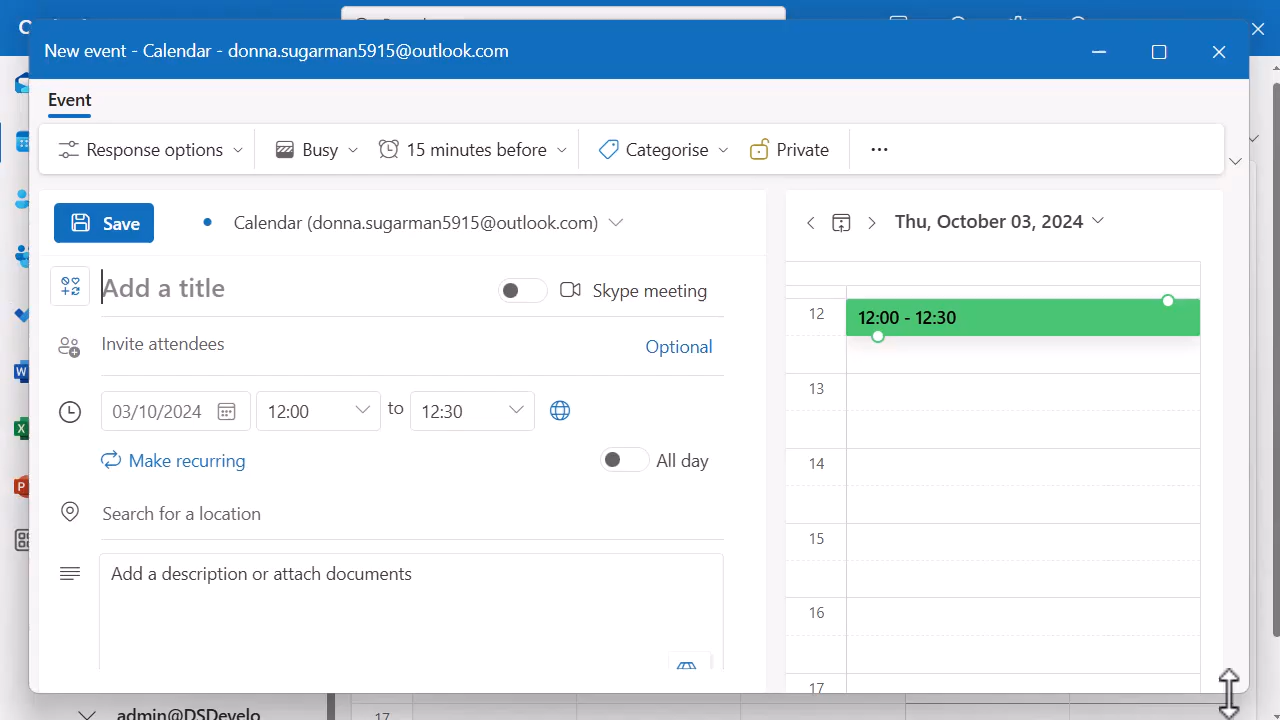 New event - Calendar - donna.sugarman5915@outlook.com
Event
Response options Busy 15 minutes before Categorise Private ...
Save Calendar (donna.sugarman5915@outlook.com) Thu, October 03, 2024
Add a title Skype meeting
Invite attendees Optional
03/10/2024 12:00 to 12:30
Make recurring All day
Search for a location
Add a description or attach documents
12 12:00 - 12:30
13
14
15
16
17
admin@DSDevelo
17